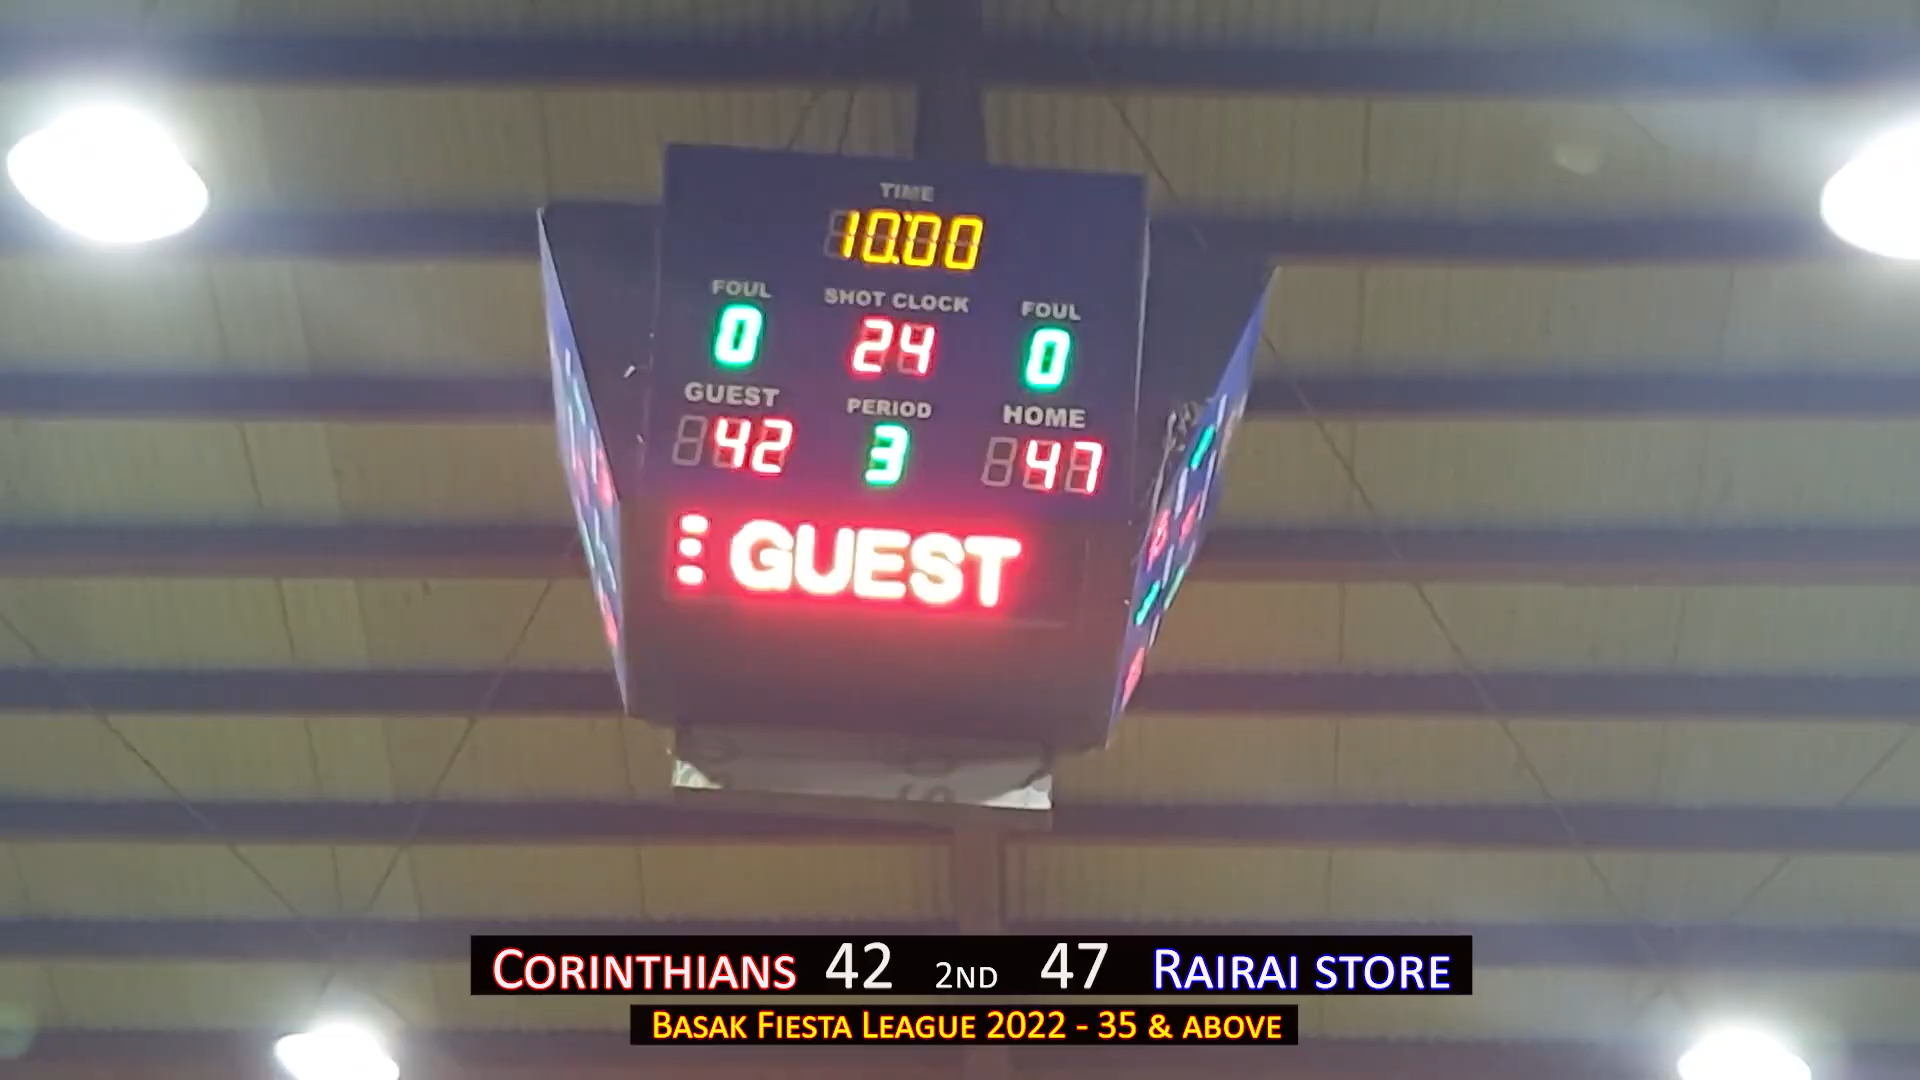 TIME
10:00
FOUL SHOT CLOCK FOUL
0 24 0
GUEST PERIOD HOME
42 3 47
GUEST
CORINTHIANS 42 2ND 47 RAIRAI STORE
BASAK FIESTA LEAGUE 2022 - 35 & ABOVE